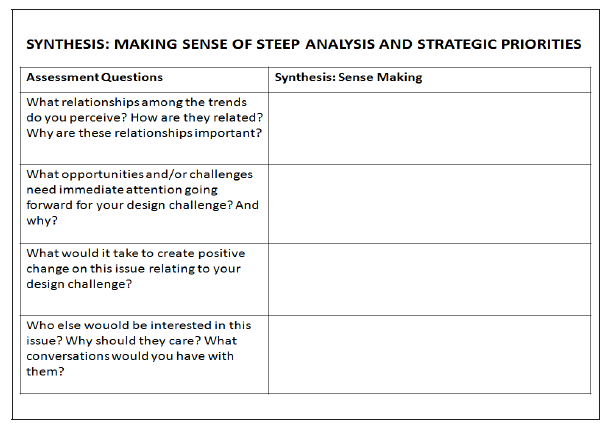 SYNTHESIS: MAKING SENSE OF STEEP ANALYSIS AND STRATEGIC PRIORITIES
Assessment Questions
Synthesis: Sense Making
What relationships among the trends
do you perceive? How are they related?
Why are these relationships important?
What opportunities and/or challenges
need immediate attention going
forward for your design challenge? And
why?
What would it take to create positive
change on this issue relating to your
design challenge?
Who else wouold be interested in this
issue? Why should they care? What
conversations would you have with
them?